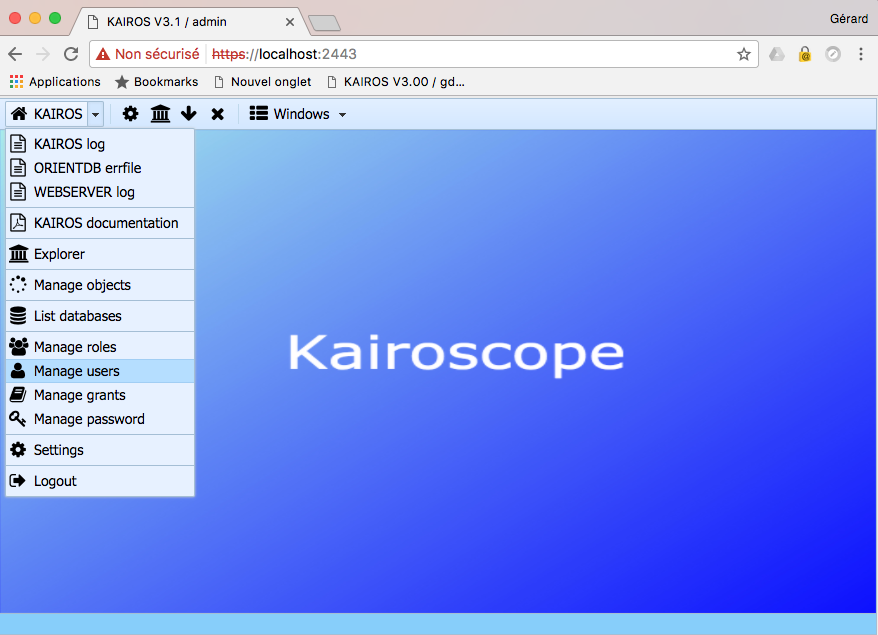 KAIROS V3.1 / admin
Gérard
Non sécurisé https://localhost:2443
Applications Bookmarks Nouvel onglet KAIROS V3.00 / gd...
KAIROS Windows
KAIROS log
ORIENTDB errfile
WEBSERVER log
KAIROS documentation
Explorer
Manage objects
List databases
Manage roles
Manage users
Manage grants
Manage password
Settings
Logout
Kairoscope